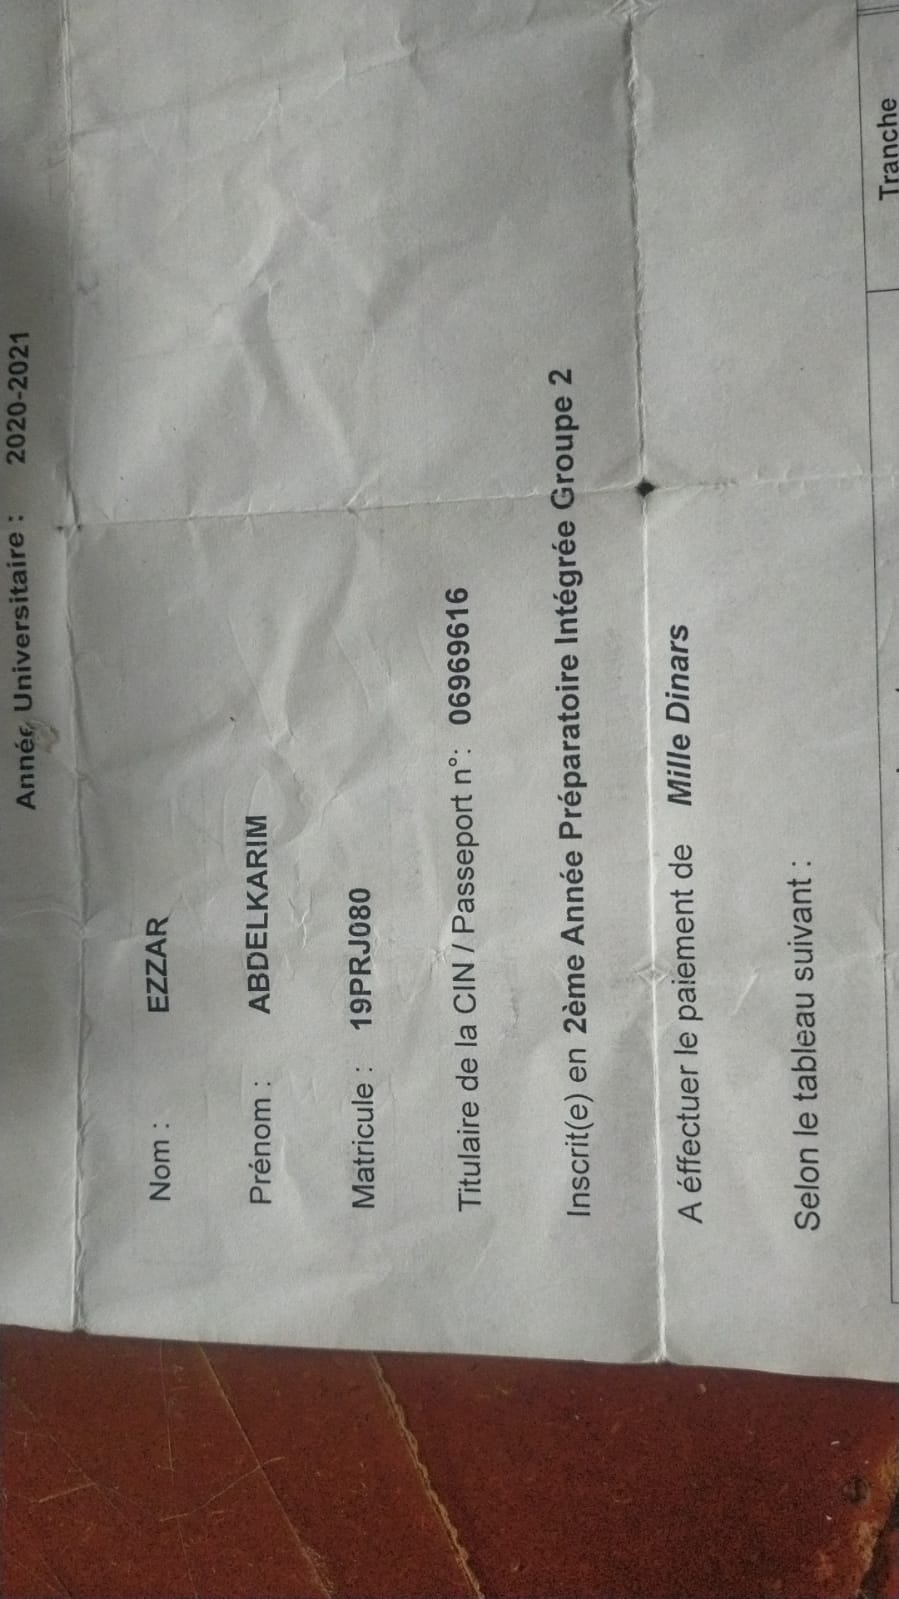 Année Universitaire : 2020-2021
Nom : EZZAR
Prénom : ABDELKARIM
Matricule : 19PRJ080
Titulaire de la CIN / Passeport n°: 06969616
Inscrit(e) en 2ème Année Préparatoire Intégrée Groupe 2
A éffectuer le paiement de Mille Dinars
Selon le tableau suivant :
Tranche